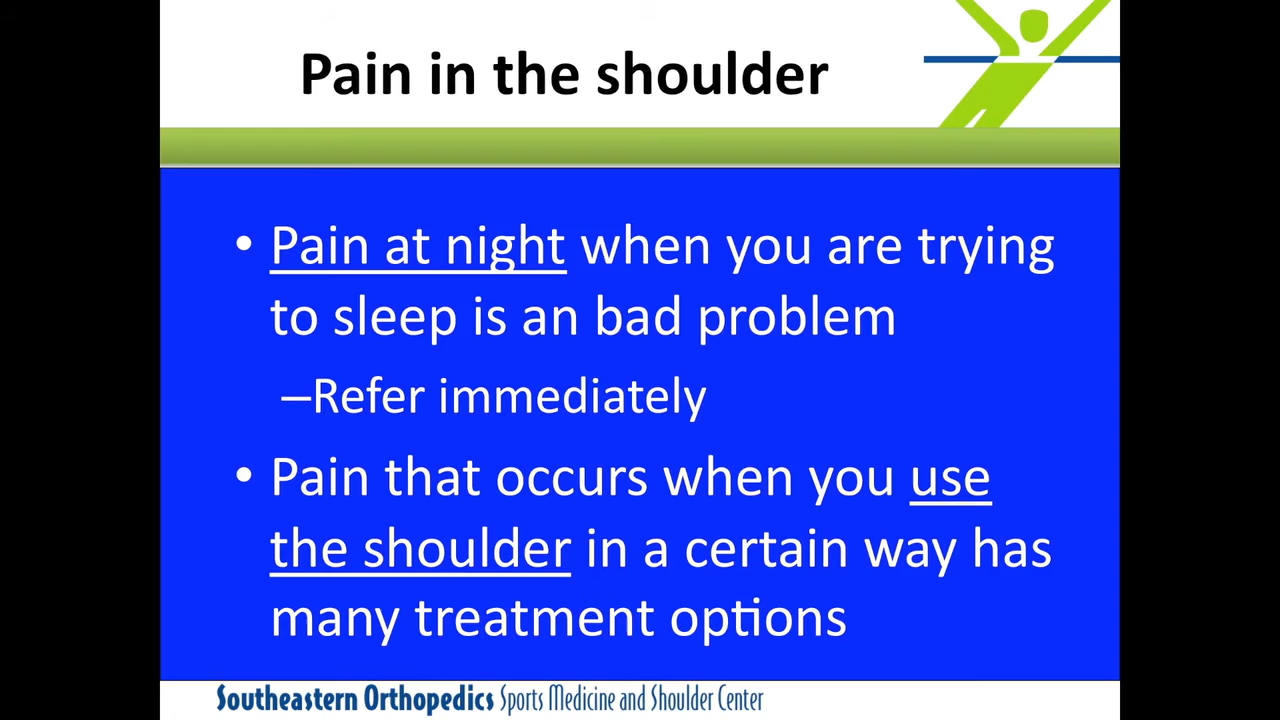 Pain in the shoulder
• Pain at night when you are trying
to sleep is an bad problem
–Refer immediately
• Pain that occurs when you use
the shoulder in a certain way has
many treatment options
Southeastern Orthopedics Sports Medicine and Shoulder Center